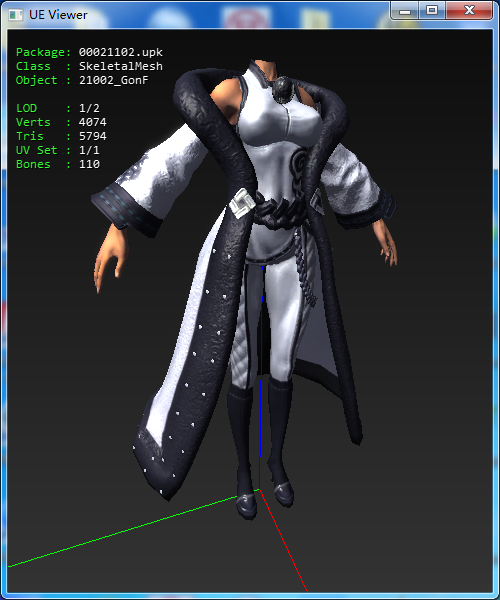 UE Viewer
Package: 00021102.upk
Class : SkeletalMesh
Object : 21002_GonF
LOD : 1/2
Verts : 4074
Tris : 5794
UV Set : 1/1
Bones : 110